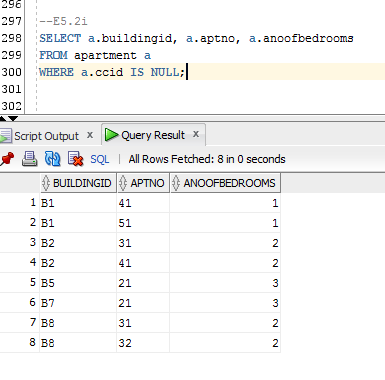 296
297 --E5.2i
298 SELECT a.buildingid, a.aptno, a.anoofbedrooms
299 FROM apartment a
300 WHERE a.ccid IS NULL;
301
302
Script Output x Query Result x
SQL | All Rows Fetched: 8 in 0 seconds
BUILDINGID APTNO ANOOFBEDROOMS
1 B1 41 1
2 B1 51 1
3 B2 31 2
4 B2 41 2
5 B5 21 3
6 B7 21 3
7 B8 31 2
8 B8 32 2